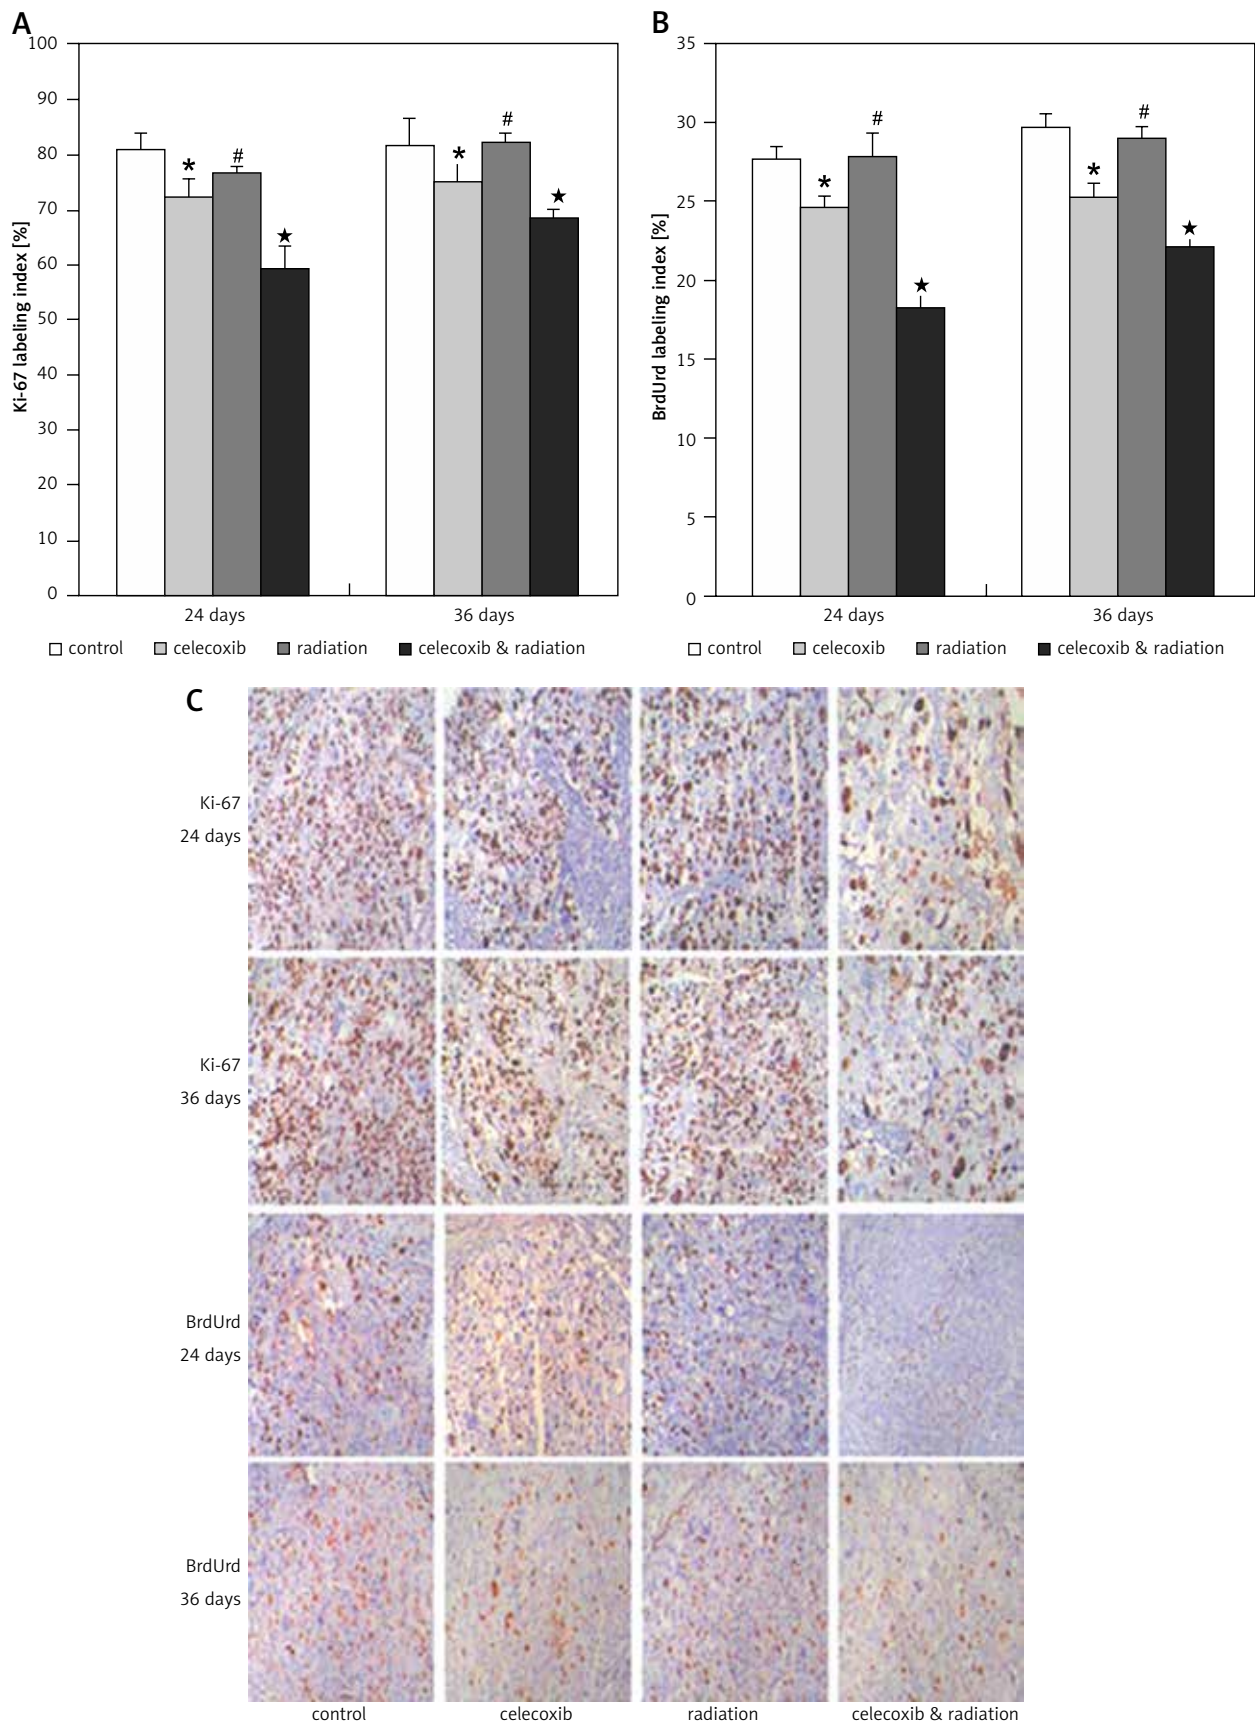 A
Ki-67 labeling index [%]
100
90
80
70
60
50
40
30
20
10
0
* # ★
* # ★
24 days 36 days
control celecoxib radiation celecoxib & radiation
B
BrdUrd labeling index [%]
35
30
25
20
15
10
5
0
* # ★
* # ★
24 days 36 days
control celecoxib radiation celecoxib & radiation
C
Ki-67
24 days
Ki-67
36 days
BrdUrd
24 days
BrdUrd
36 days
control celecoxib radiation celecoxib & radiation